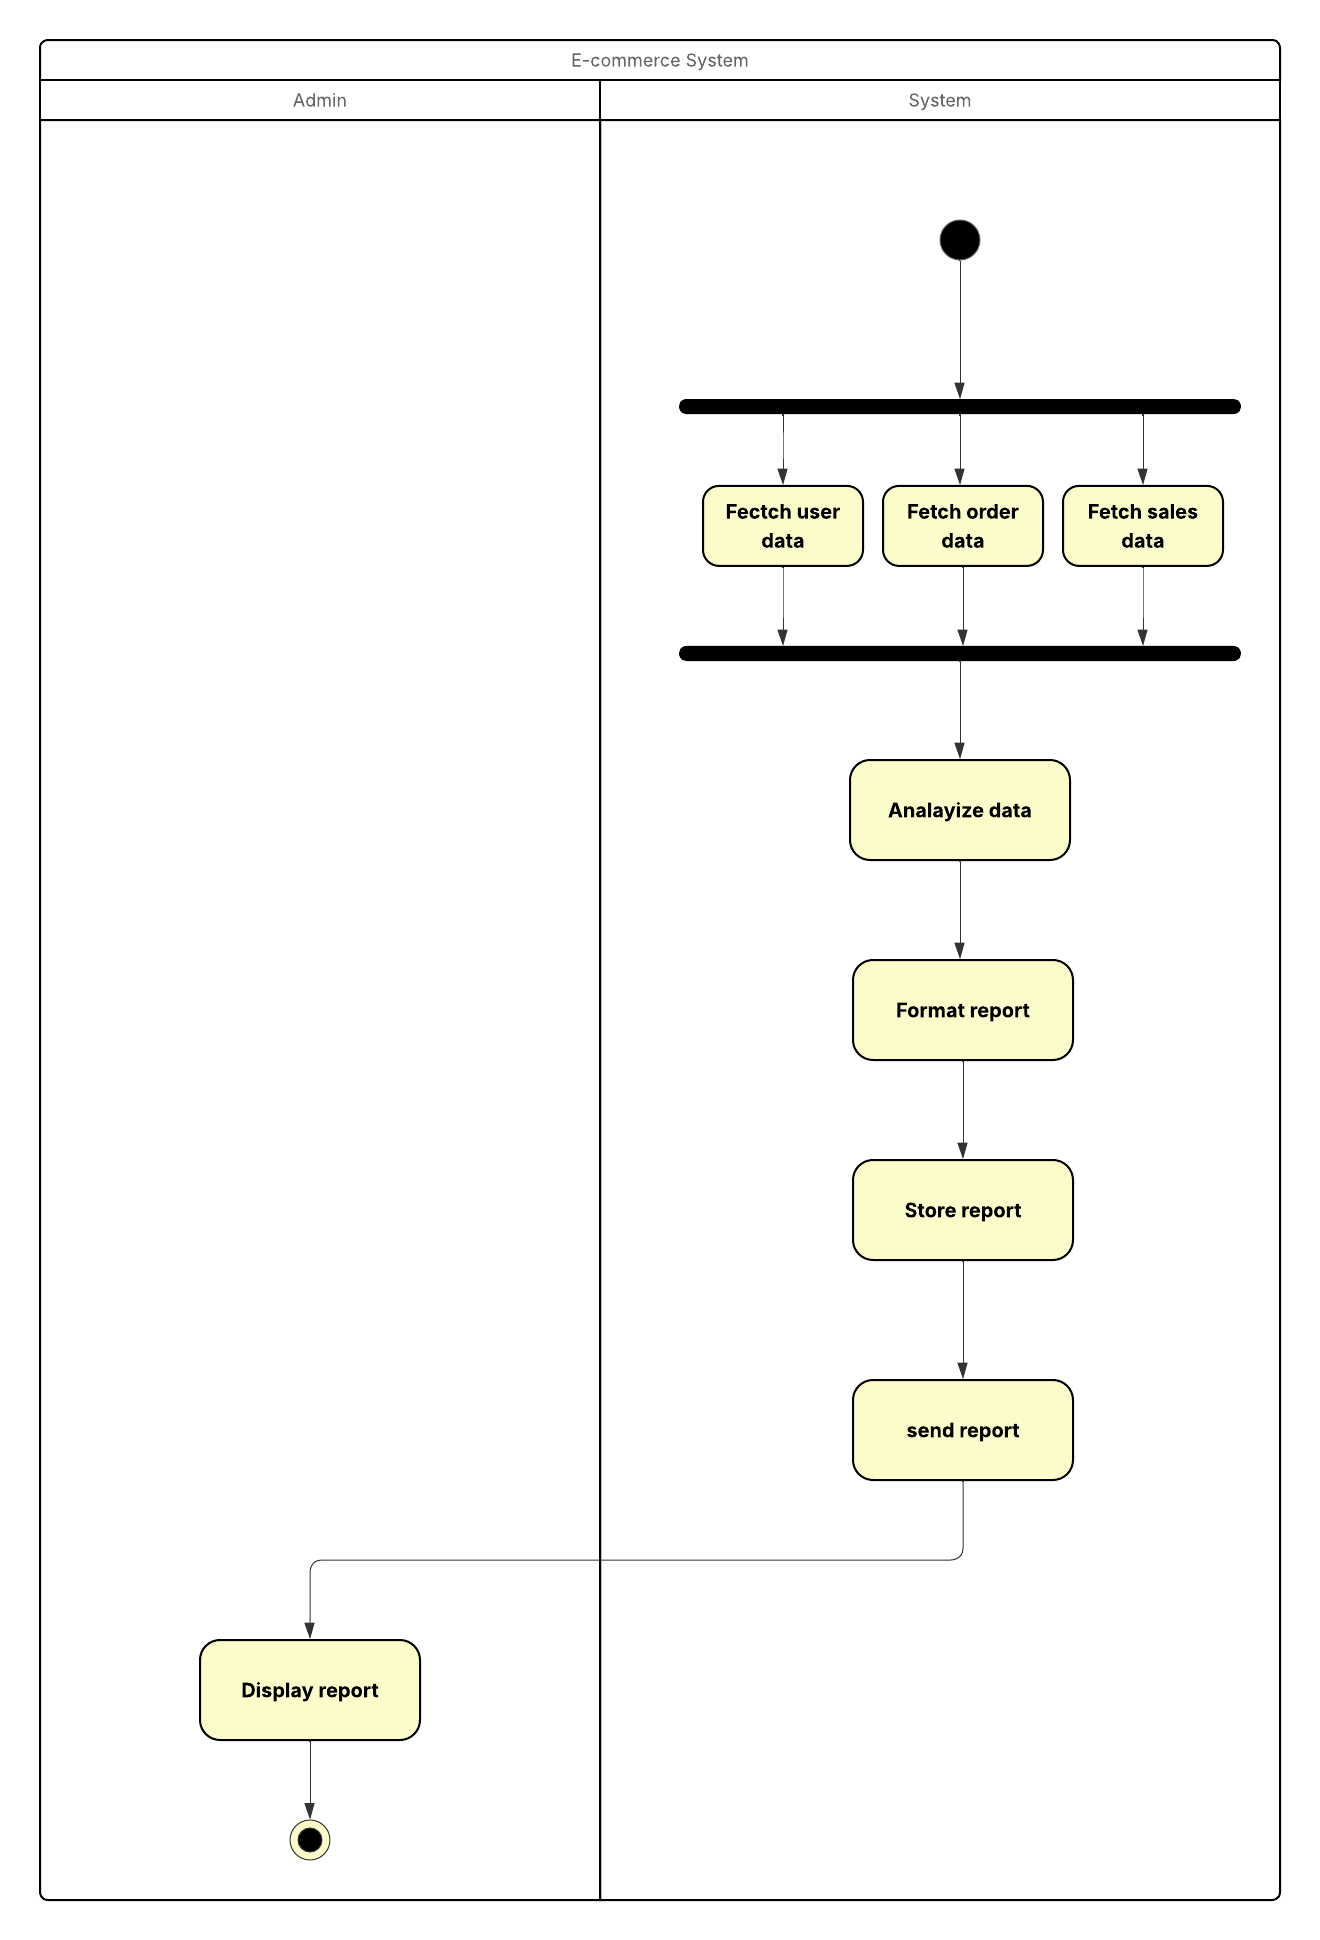 E-commerce System
Admin
System
Fectch user
data
Fetch order
data
Fetch sales
data
Analayize data
Format report
Store report
send report
Display report